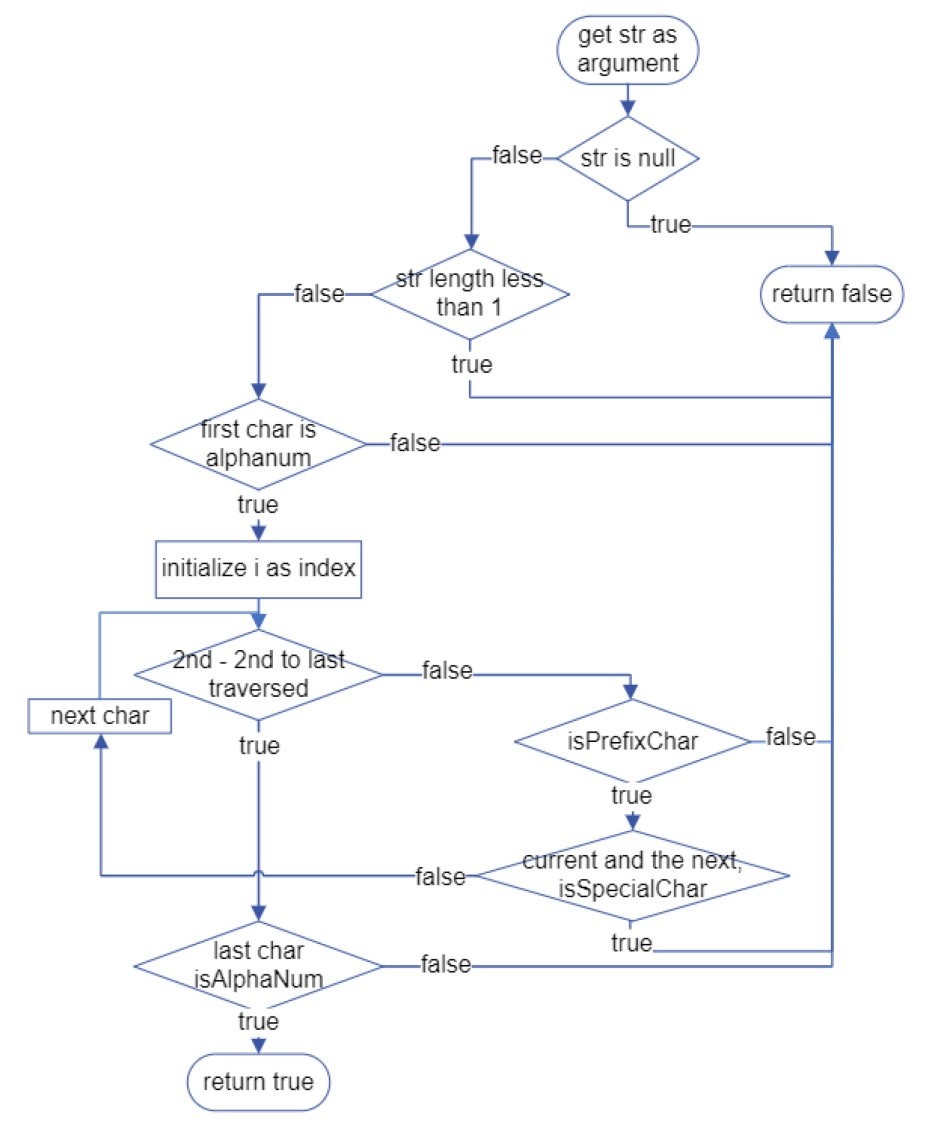 get str as
argument
false
str is null
true
str length less
than 1
false
return false
true
first char is
alphanum
false
true
initialize i as index
2nd - 2nd to last
traversed
false
next char
true
isPrefixChar
false
true
current and the next,
isSpecialChar
false
true
last char
isAlphaNum
false
true
return true